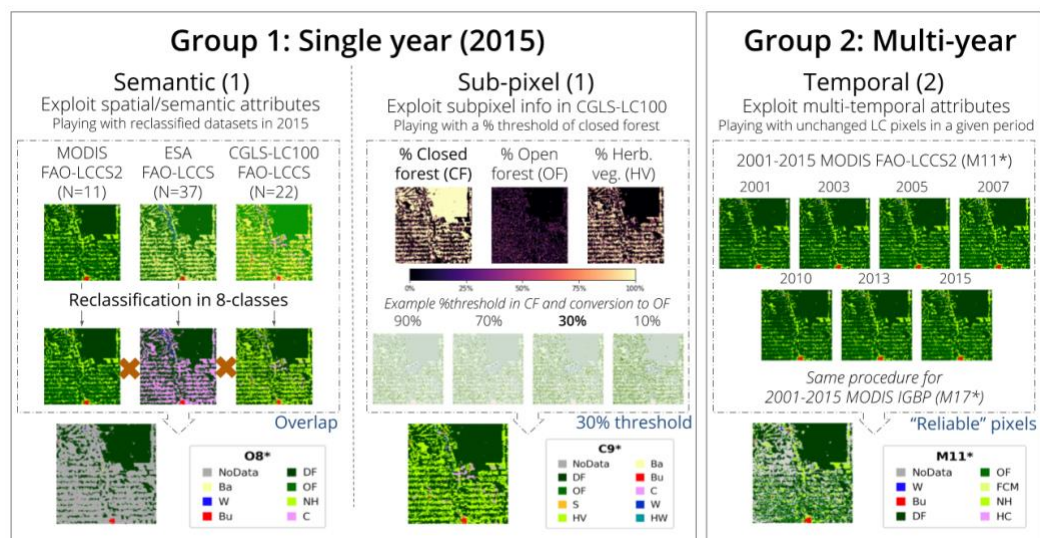 Group 1: Single year (2015)
Semantic (1)
Exploit spatial/semantic attributes
Playing with reclassified datasets in 2015
MODIS
FAO-LCCS2
(N=11)
ESA
FAO-LCCS
(N=37)
CGLS-LC100
FAO-LCCS
(N=22)
Reclassification in 8-classes
Overlap
O8*
NoData
Ba
W
Bu
DF
OF
NH
C
Sub-pixel (1)
Exploit subpixel info in CGLS-LC100
Playing with a % threshold of closed forest
% Closed
forest (CF)
% Open
forest (OF)
% Herb.
veg. (HV)
0%
25%
50%
75%
100%
Example %threshold in CF and conversion to OF
90%
70%
30%
10%
30% threshold
C9*
NoData
DF
OF
S
HV
Ba
Bu
C
W
HW
Group 2: Multi-year
Temporal (2)
Exploit multi-temporal attributes
Playing with unchanged LC pixels in a given period
2001-2015 MODIS FAO-LCCS2 (M11*)
2001
2003
2005
2007
2010
2013
2015
Same procedure for
2001-2015 MODIS IGBP (M17*)
“Reliable” pixels
M11*
NoData
W
Bu
DF
OF
FCM
NH
HC